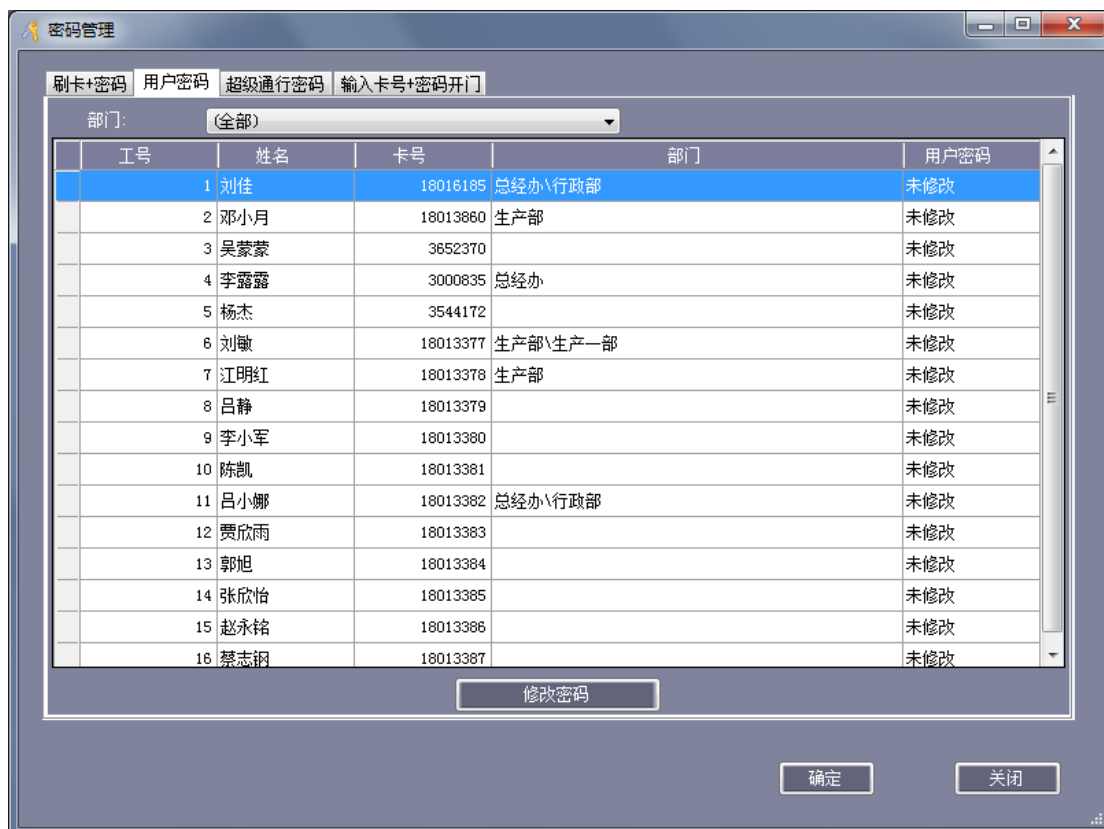 密码管理
刷卡+密码 用户密码 超级通行密码 输入卡号+密码开门
部门: (全部)
工号 姓名 卡号 部门 用户密码
1 刘佳 18016185 总经办\行政部 未修改
2 邓小月 18013860 生产部 未修改
3 吴蒙蒙 3652370 未修改
4 李露露 3000835 总经办 未修改
5 杨杰 3544172 未修改
6 刘敏 18013377 生产部\生产一部 未修改
7 江明红 18013378 生产部 未修改
8 吕静 18013379 未修改
9 李小军 18013380 未修改
10 陈凯 18013381 未修改
11 吕小娜 18013382 总经办\行政部 未修改
12 贾欣雨 18013383 未修改
13 郭旭 18013384 未修改
14 张欣怡 18013385 未修改
15 赵永铭 18013386 未修改
16 蔡志钢 18013387 未修改
修改密码
确定 关闭